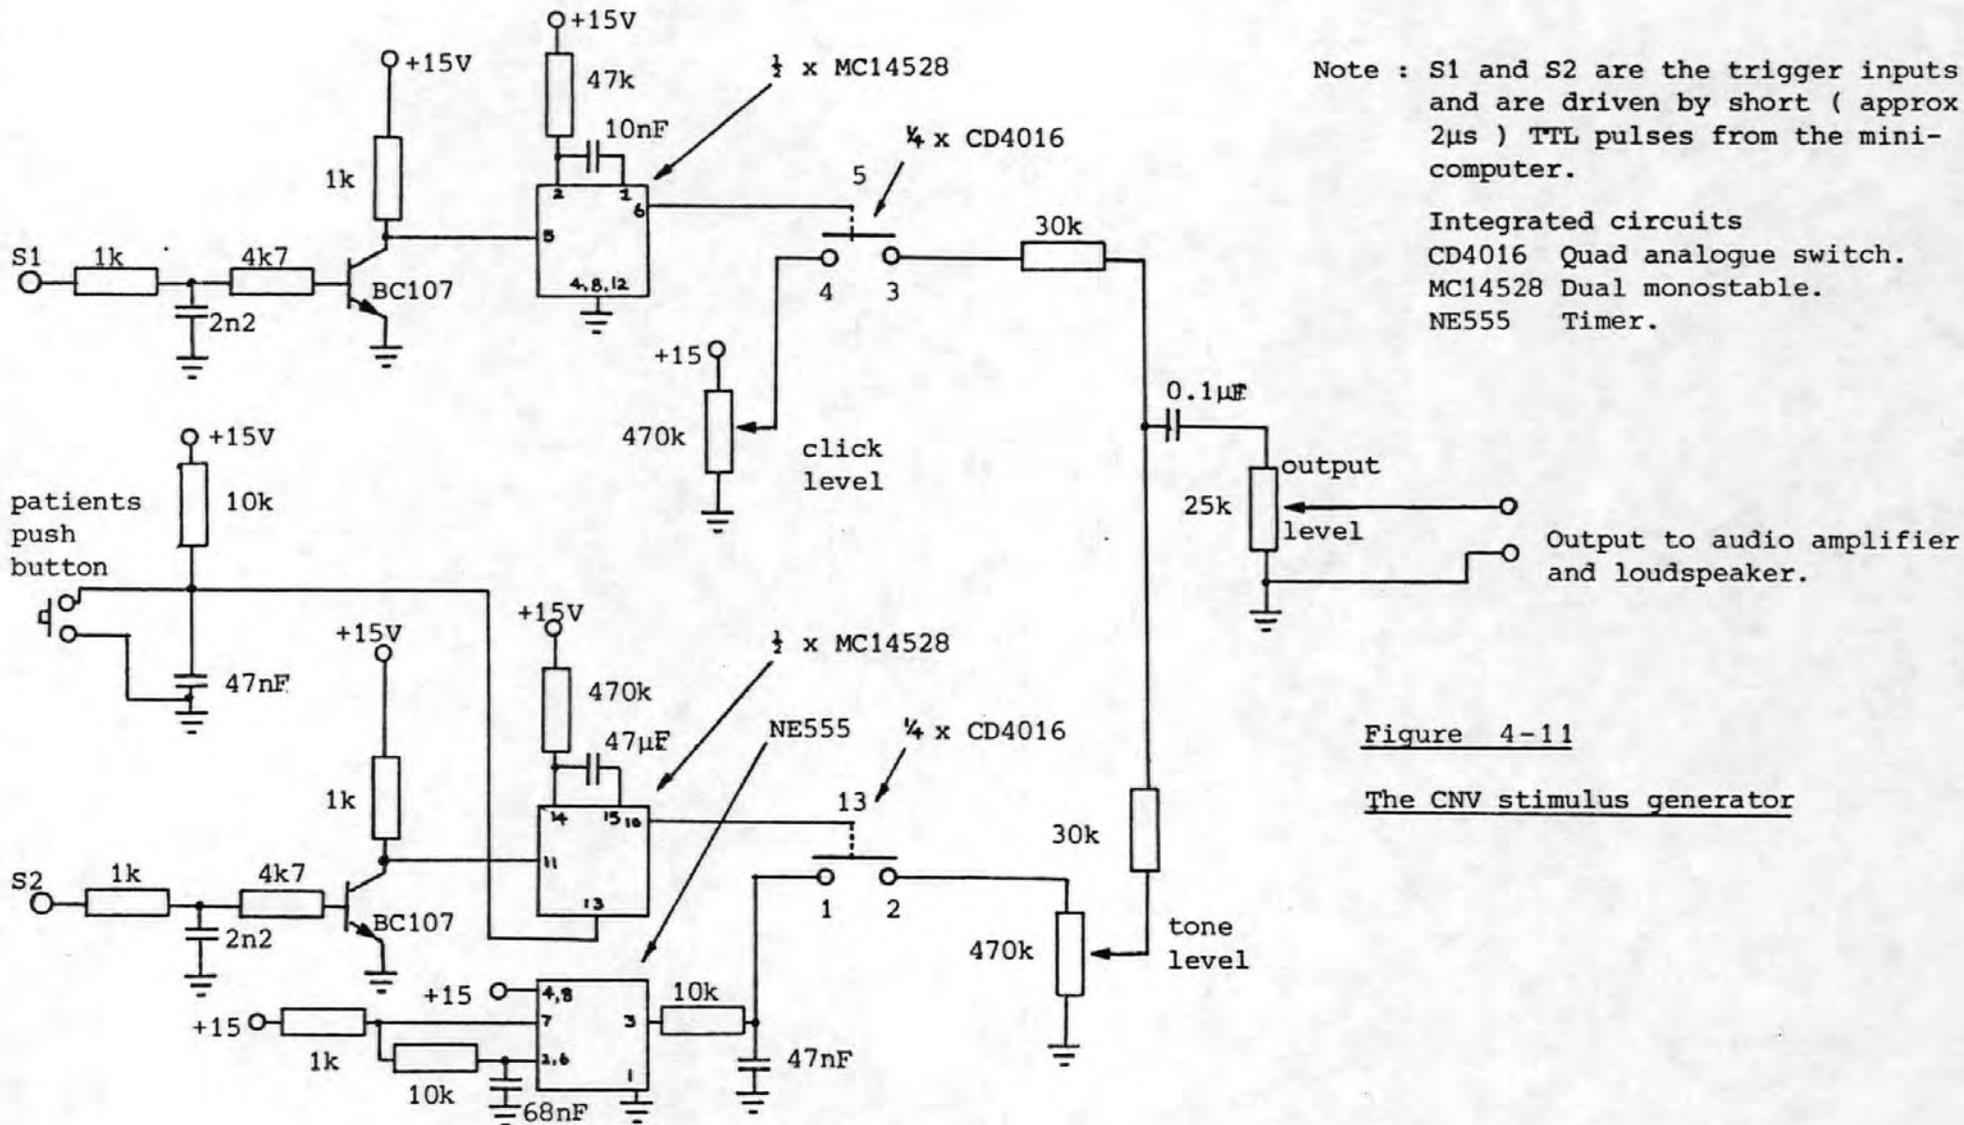 +15V
+15V
½ x MC14528
47k
10nF
¼ x CD4016
1k
2
1
6
5
5
S1
1k
4k7
BC107
2n2
4,8,12
4
3
30k
+15
470k
click
level
Note : S1 and S2 are the trigger inputs
and are driven by short ( approx
2µs ) TTL pulses from the mini-
computer.
Integrated circuits
CD4016 Quad analogue switch.
MC14528 Dual monostable.
NE555 Timer.
0.1µF
output
25k
level
Output to audio amplifier
and loudspeaker.
+15V
10k
patients
push
button
47nF
+15V
+15V
½ x MC14528
470k
NE555
¼ x CD4016
47µF
1k
14
15
10
13
11
13
S2
1k
4k7
BC107
2n2
1
2
30k
470k
tone
level
+15
4,8
+15
7
3
10k
1k
2,6
1
10k
68nF
47nF
Figure 4-11
The CNV stimulus generator